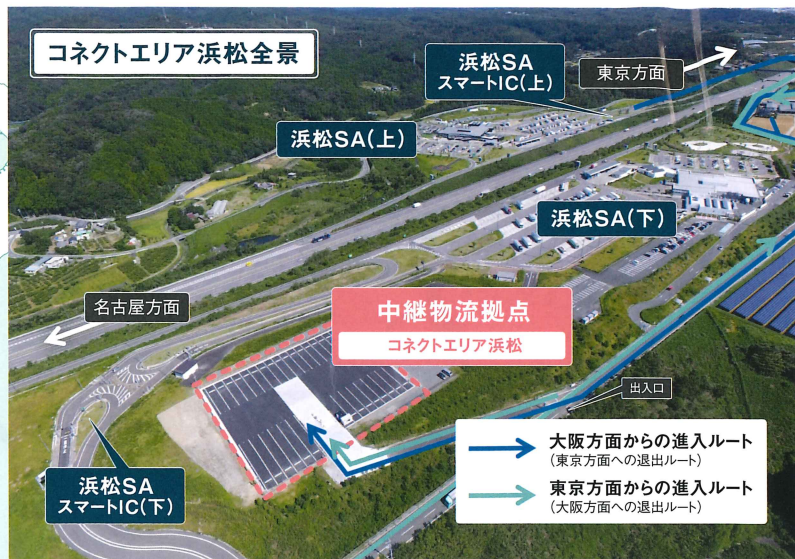 コネクトエリア浜松全景
浜松SA
スマートIC(上)
東京方面
浜松SA(上)
浜松SA(下)
名古屋方面
中継物流拠点
コネクトエリア浜松
出入口
浜松SA
スマートIC(下)
大阪方面からの進入ルート
(東京方面への退出ルート)
東京方面からの進入ルート
(大阪方面への退出ルート)